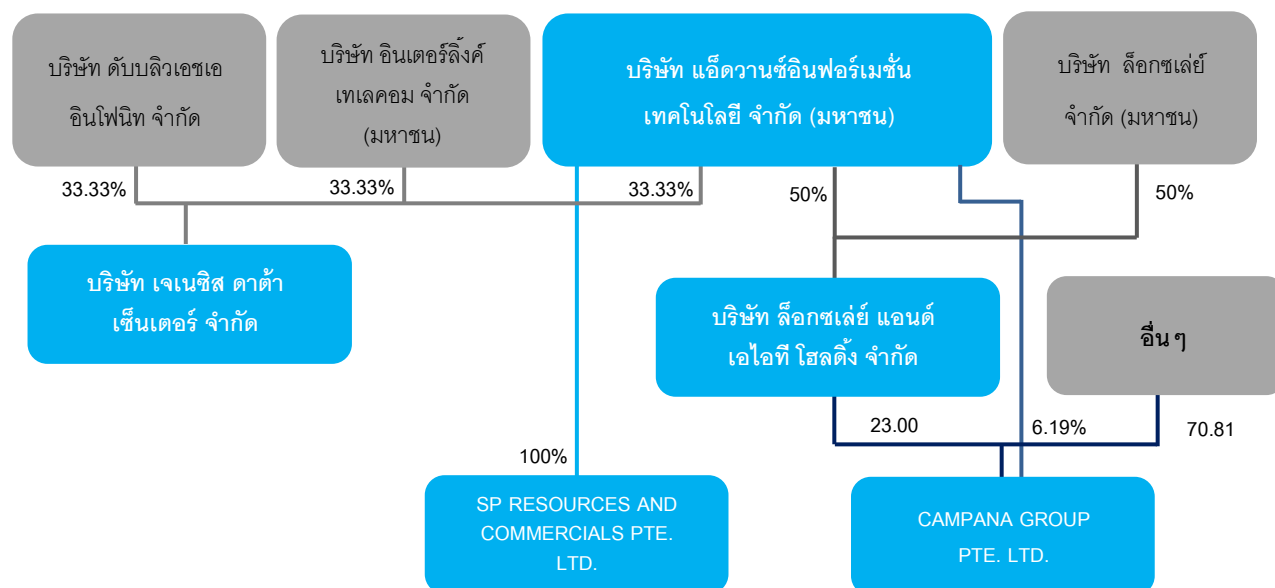 บริษัท ดับบลิวเอชเอ
อินโฟนิท จำกัด
บริษัท อินเตอร์ลิ้งค์
เทเลคอม จำกัด
(มหาชน)
บริษัท แอ็ดวานซ์อินฟอร์เมชั่น
เทคโนโลยี จำกัด (มหาชน)
บริษัท ล็อกซเล่ย์
จำกัด (มหาชน)
33.33%
33.33%
33.33%
50%
50%
บริษัท เจเนซิส ดาต้า
เซ็นเตอร์ จำกัด
บริษัท ล็อกซเล่ย์ แอนด์
เอไอที โฮลดิ้ง จำกัด
อื่นๆ
23.00
6.19%
70.81
100%
SP RESOURCES AND
COMMERCIALS PTE.
LTD.
CAMPANA GROUP
PTE. LTD.